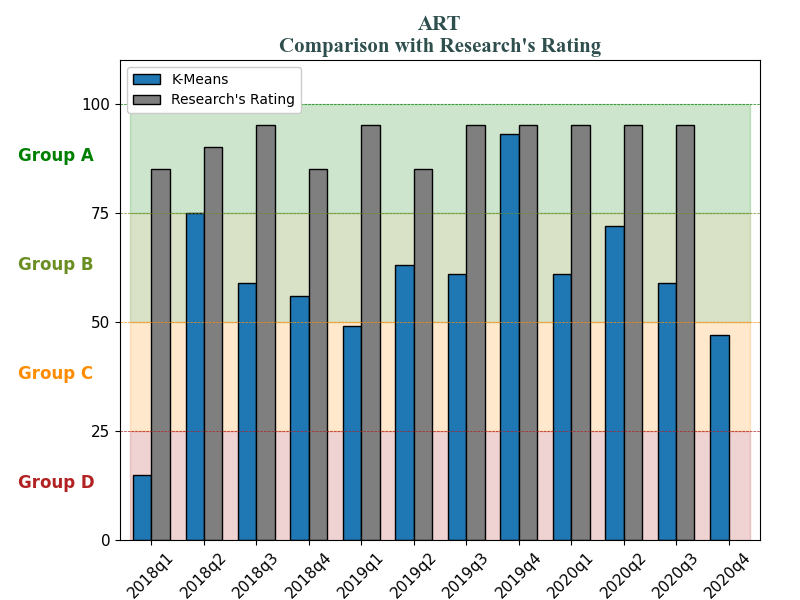 ART
Comparison with Research's Rating
K-Means
Research's Rating
100
Group A
75
Group B
50
Group C
25
Group D
0
2018q1
2018q2
2018q3
2018q4
2019q1
2019q2
2019q3
2019q4
2020q1
2020q2
2020q3
2020q4